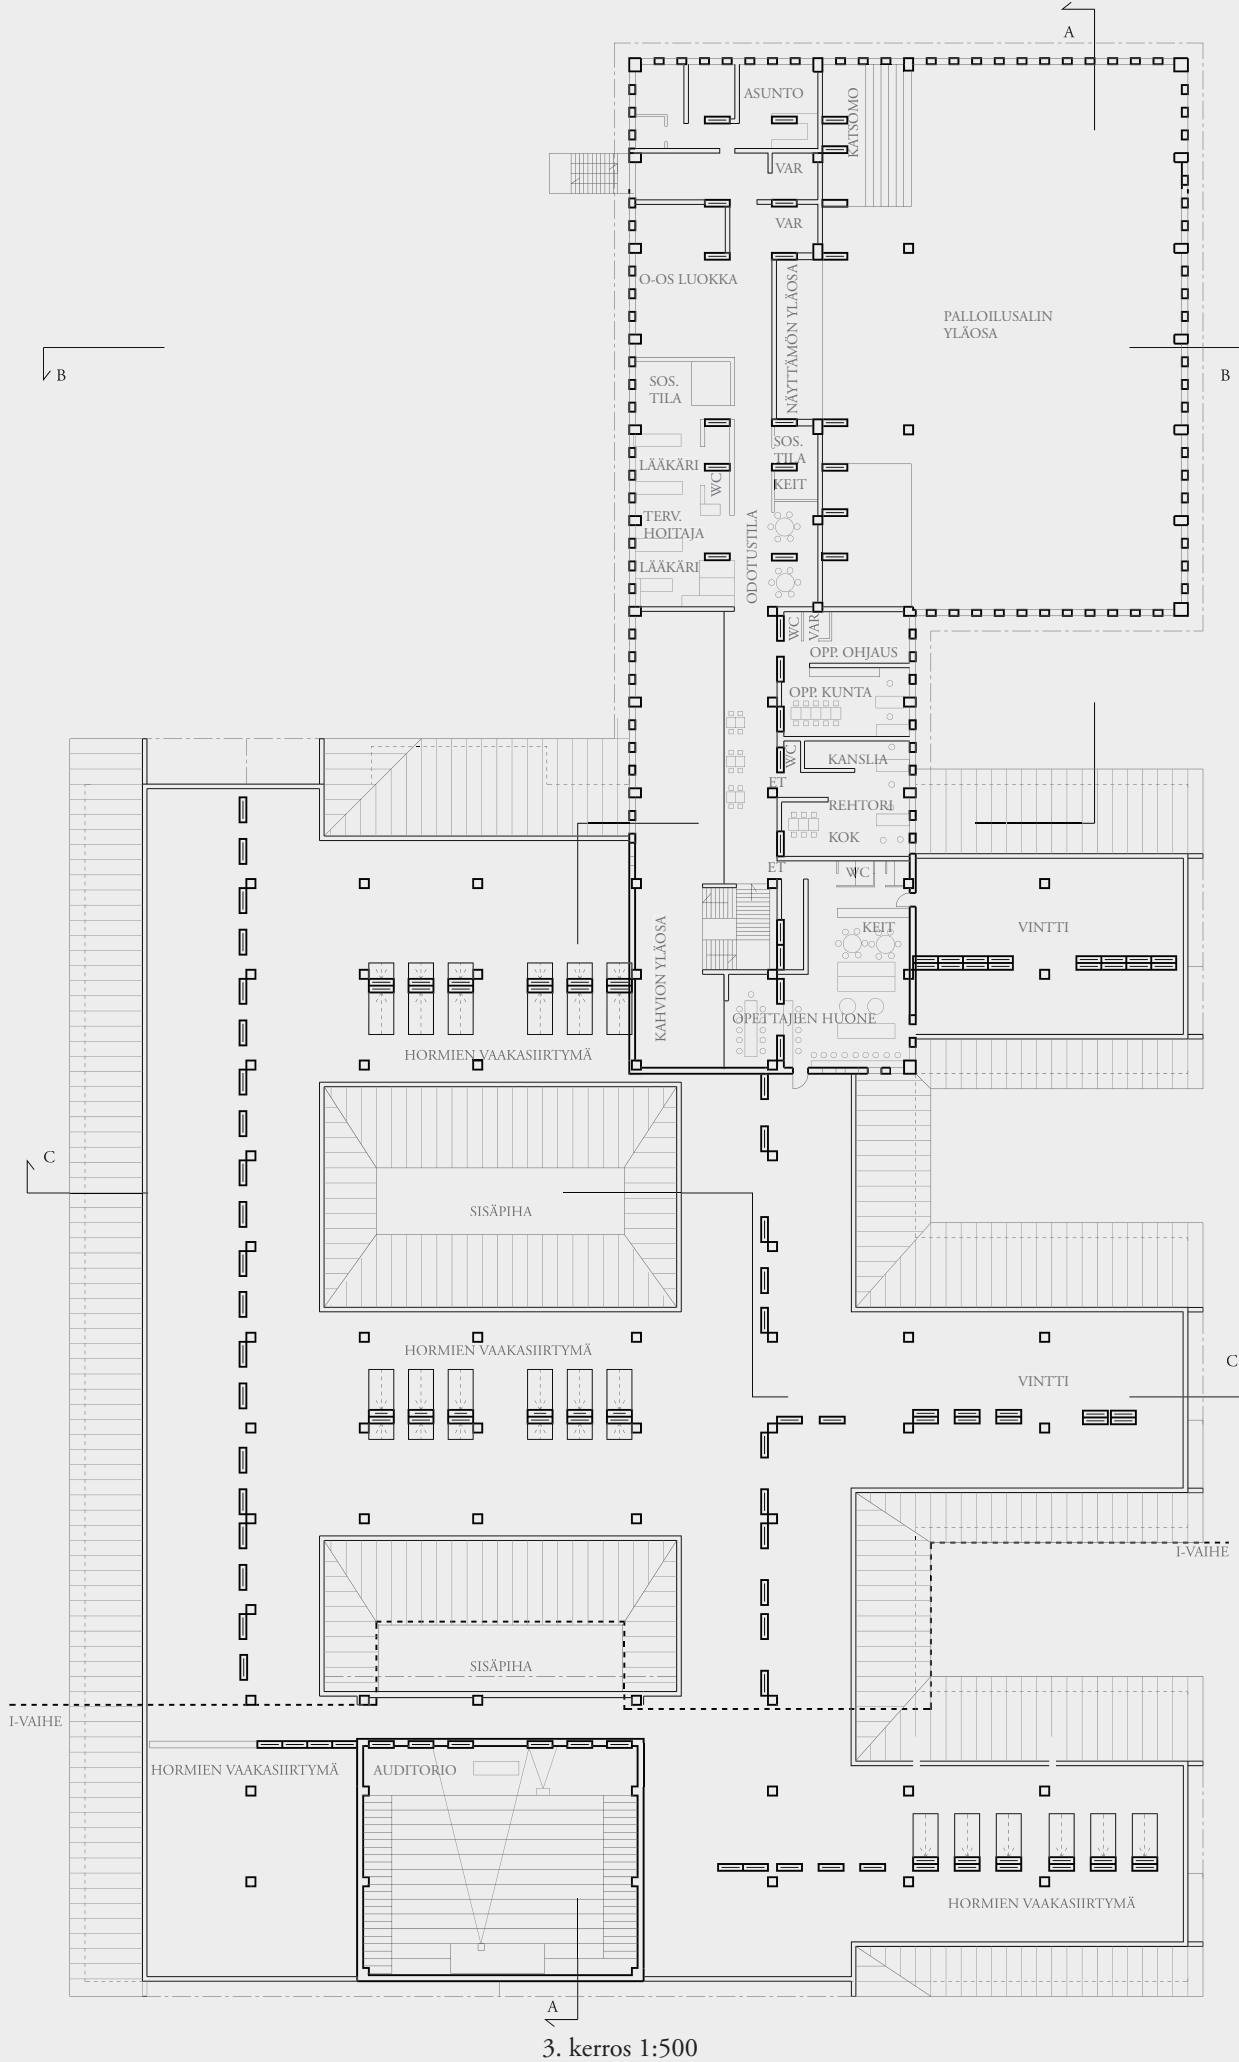 A
ASUNTO
KATSOMO
VAR
VAR
O-OS LUOKKA
NÄYTTÄMÖN YLÄOSA
PALLOILUSALIN
YLÄOSA
B
B
SOS.
TILA
SOS.
TILA
LÄÄKÄRI
WC
KEIT
TERV.
HOITAJA
ODOTUSTILA
LÄÄKÄRI
WC
VAR
OPP. OHJAUS
OPP. KUNTA
WC
KANSLIA
ET
REHTORI
KOK
ET
WC
KAHVION YLÄOSA
KEIT
VINTTI
OPETTAJIEN HUONE
HORMIEN VAAKASIIRTYMÄ
C
SISÄPIHA
HORMIEN VAAKASIIRTYMÄ
C
VINTTI
I-VAIHE
SISÄPIHA
I-VAIHE
HORMIEN VAAKASIIRTYMÄ
AUDITORIO
HORMIEN VAAKASIIRTYMÄ
A
3. kerros 1:500